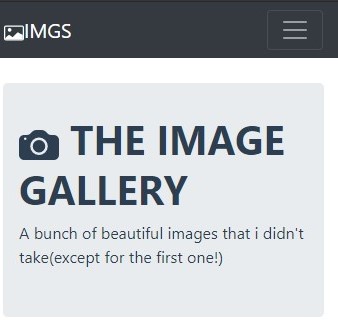 IMGS
THE IMAGE
GALLERY
A bunch of beautiful images that i didn't
take(except for the first one!)